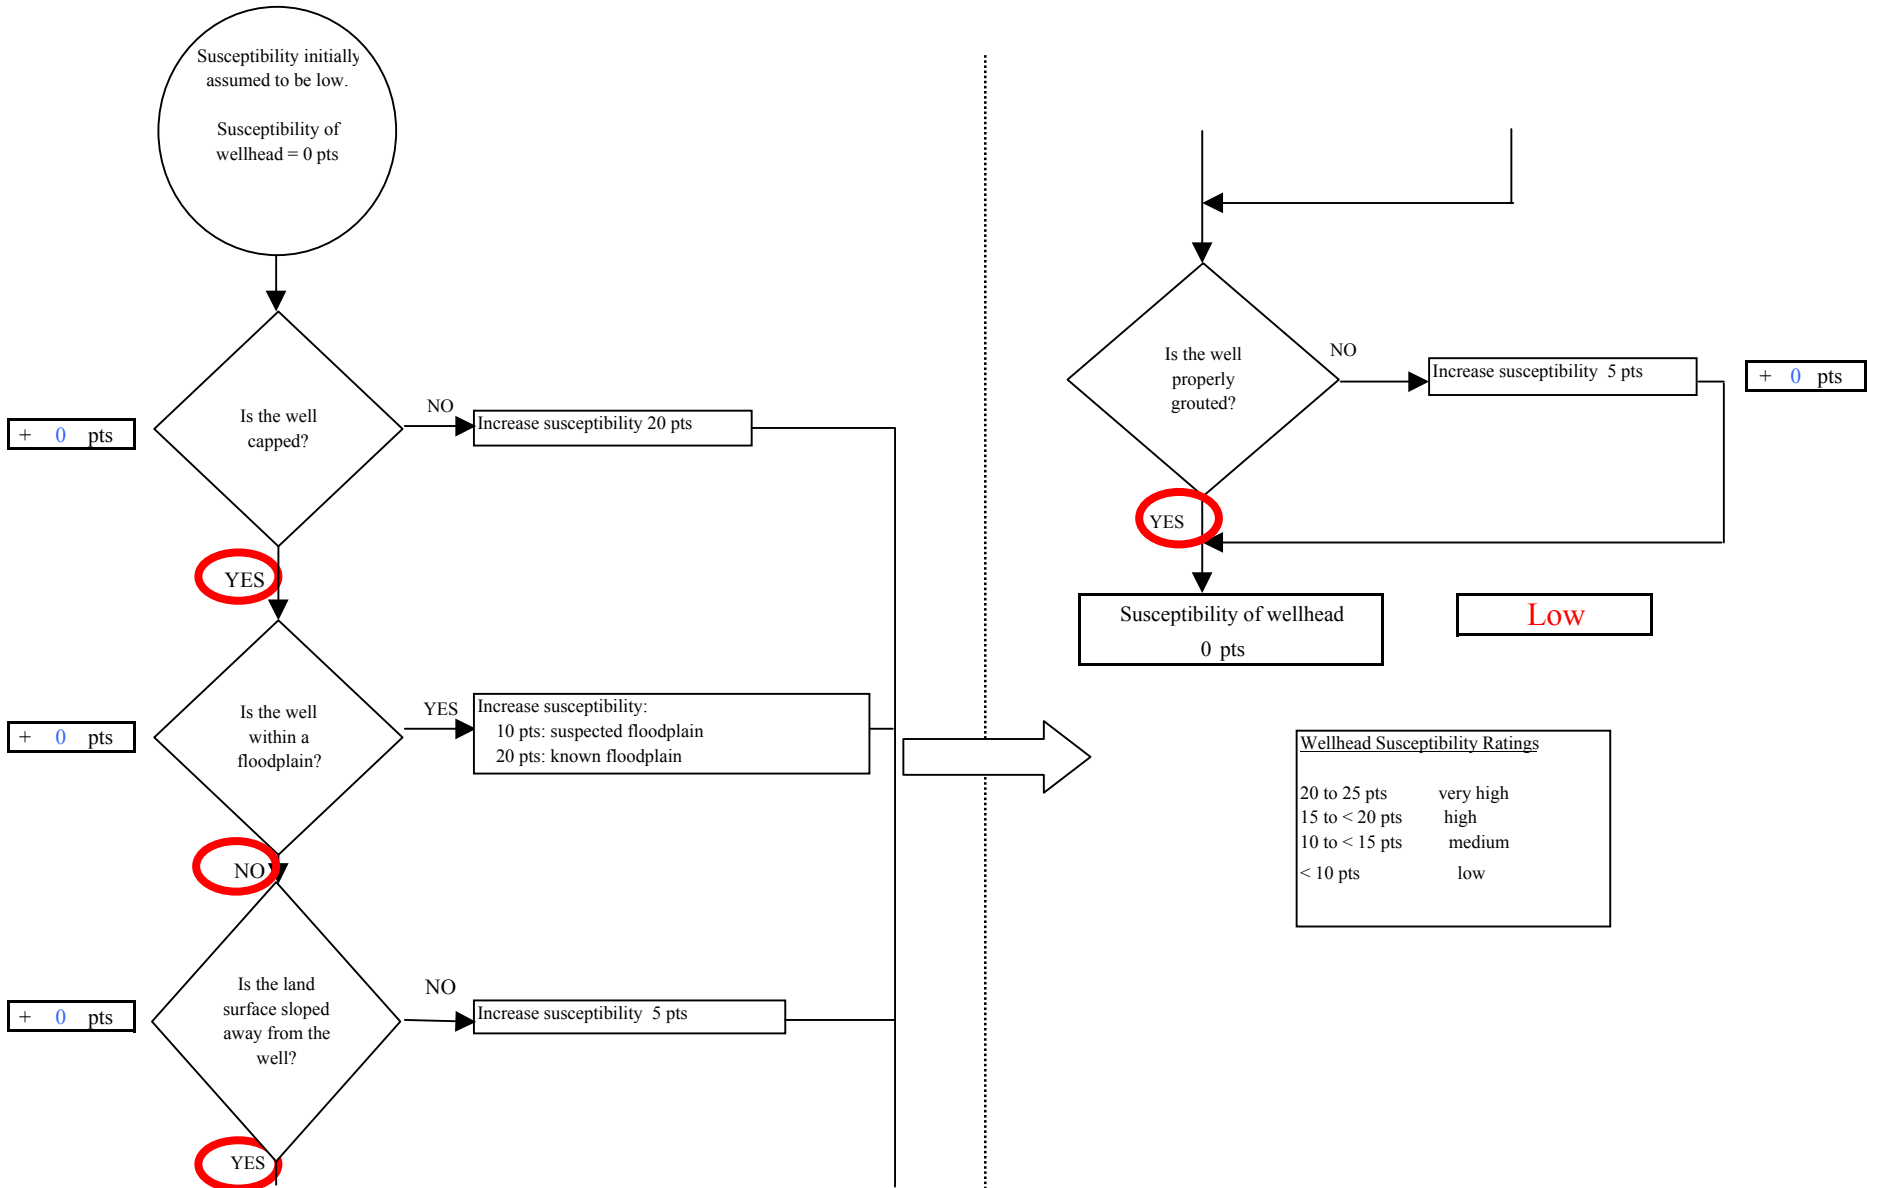 Susceptibility initially
assumed to be low.
Susceptibility of
wellhead = 0 pts
Is the well
capped?
NO
Increase susceptibility 20 pts
+ 0 pts
YES
Is the well
within a
floodplain?
YES
Increase susceptibility:
10 pts: suspected floodplain
20 pts: known floodplain
+ 0 pts
NO
Is the land
surface sloped
away from the
well?
NO
Increase susceptibility 5 pts
+ 0 pts
YES
Is the well
properly
grouted?
NO
Increase susceptibility 5 pts
+ 0 pts
YES
Susceptibility of wellhead
0 pts
Low
Wellhead Susceptibility Ratings
20 to 25 pts very high
15 to < 20 pts high
10 to < 15 pts medium
< 10 pts low